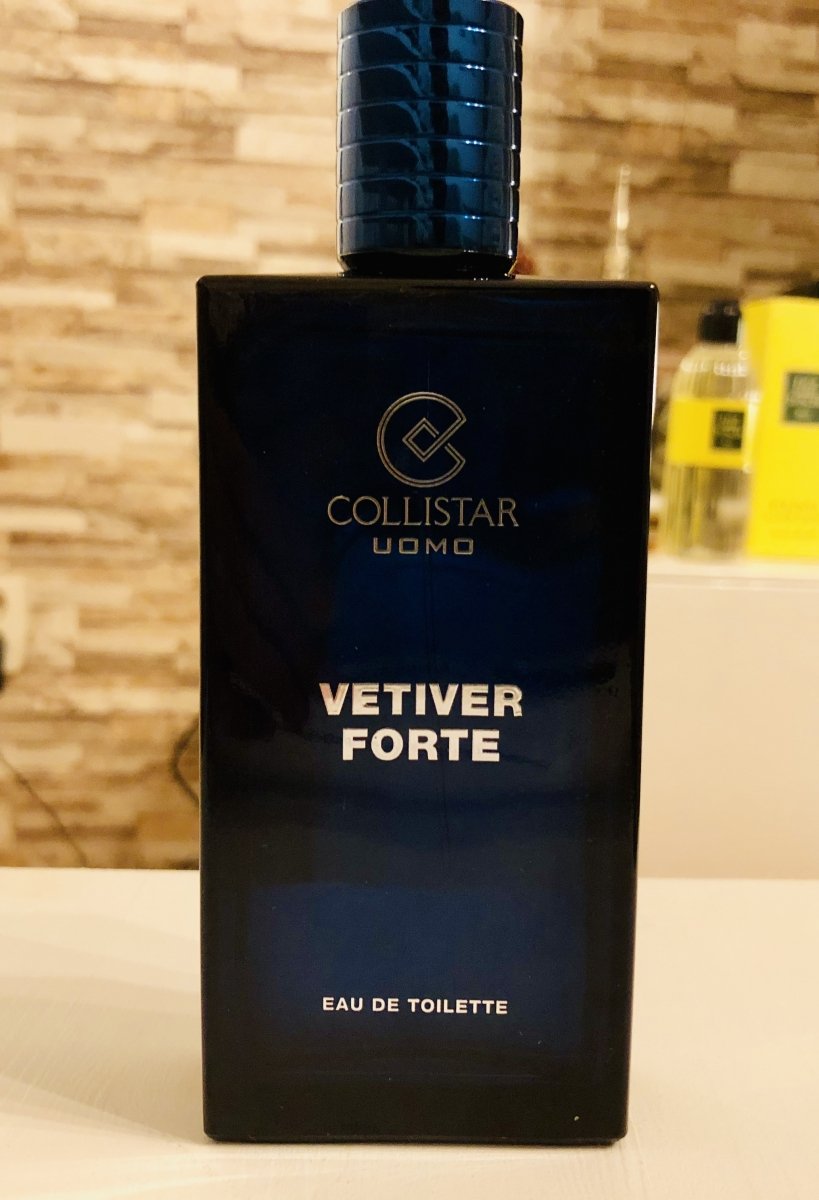 COLLISTAR
UOMO
VETIVER
FORTE
EAU DE TOILETTE